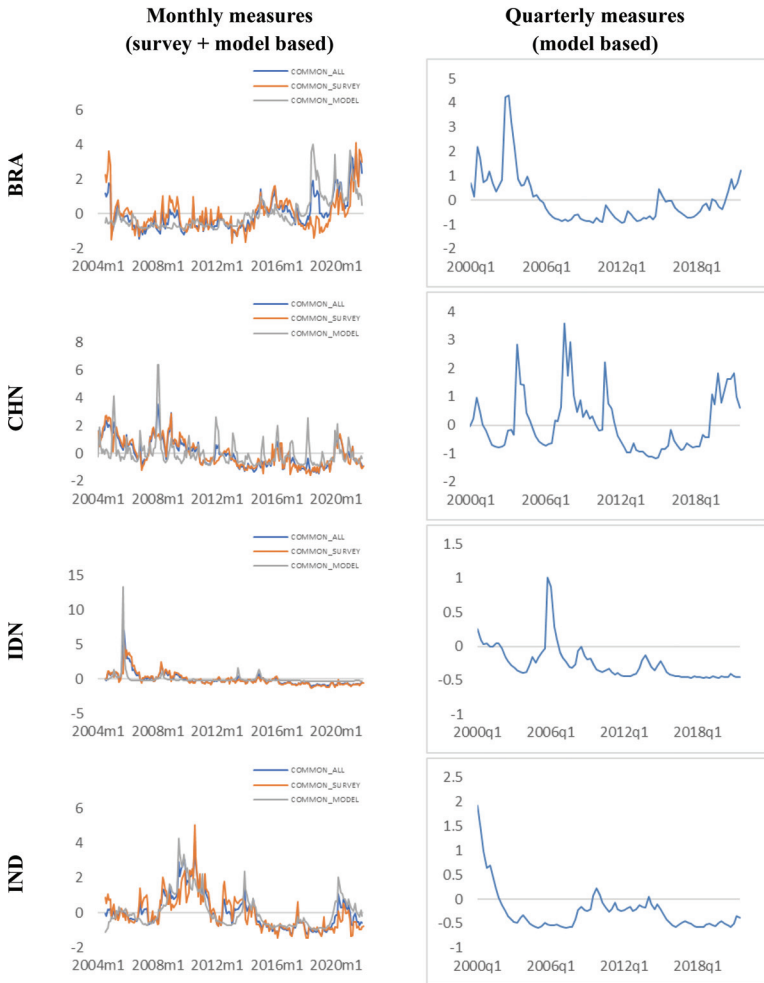 Monthly measures
(survey + model based)
Quarterly measures
(model based)
BRA
COMMON_ALL
COMMON_SURVEY
COMMON_MODEL
6
4
2
0
-2
2004m1 2008m1 2012m1 2016m1 2020m1
5
4
3
2
1
0
-1
-2
2000q1 2006q1 2012q1 2018q1
CHN
COMMON_ALL
COMMON_SURVEY
COMMON_MODEL
8
6
4
2
0
-2
2004m1 2008m1 2012m1 2016m1 2020m1
4
3
2
1
0
-1
-2
2000q1 2006q1 2012q1 2018q1
IDN
COMMON_ALL
COMMON_SURVEY
COMMON_MODEL
15
10
5
0
-5
2004m1 2008m1 2012m1 2016m1 2020m1
1.5
1
0.5
0
-0.5
-1
2000q1 2006q1 2012q1 2018q1
IND
COMMON_ALL
COMMON_SURVEY
COMMON_MODEL
6
4
2
0
-2
2004m1 2008m1 2012m1 2016m1 2020m1
2.5
2
1.5
1
0.5
0
-0.5
-1
2000q1 2006q1 2012q1 2018q1